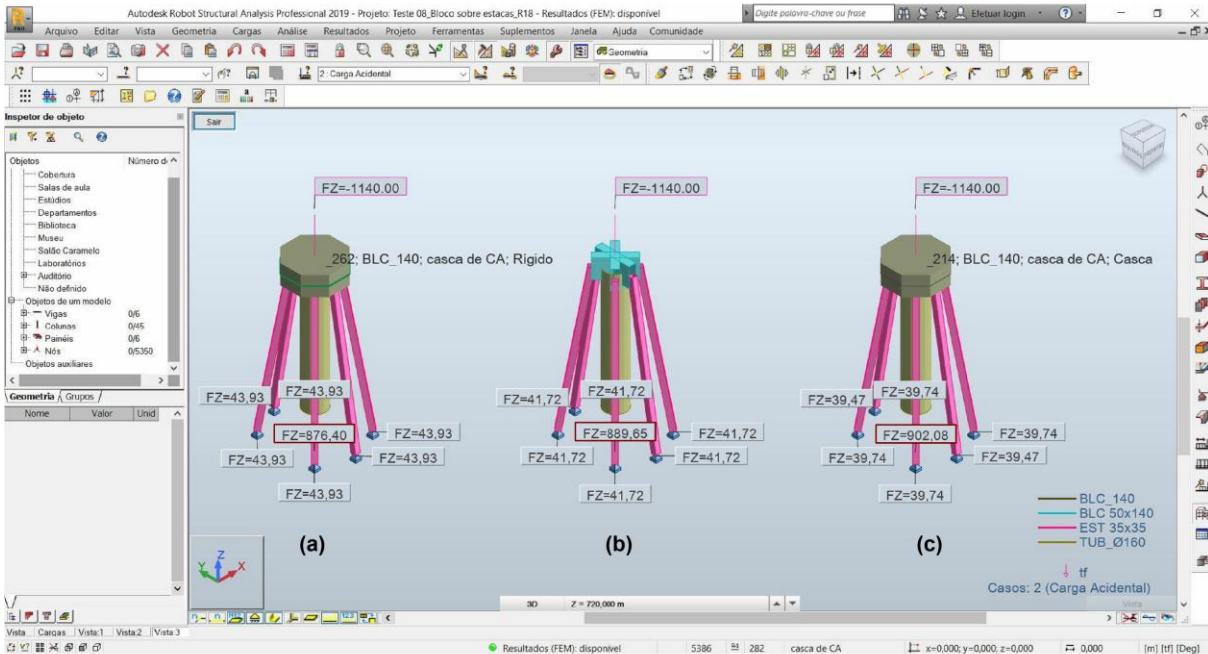 Autodesk Robot Structural Analysis Professional 2019 - Projeto: Teste 08_Bloco sobre estacas_R18 - Resultados (FEM): disponível
Digite palavra-chave ou frase
Efetuar login
Arquivo Editar Vista Geometria Cargas Análise Resultados Projeto Ferramentas Suplementos Janela Ajuda Comunidade
Geometria
2 : Carga Acidental
Inspetor de objeto
Sair
Objetos Número d
Cobertura
Salas de aula
Estúdios
Departamentos
Biblioteca
Museu
Salão Caramelo
Laboratórios
Auditório
Não definido
Objetos de um modelo
Vigas 0/6
Colunas 0/45
Painéis 0/6
Nós 0/5350
Objetos auxiliares
Geometria Grupos
Nome Valor Unid
FZ=-1140.00 FZ=-1140.00 FZ=-1140.00
_262; BLC_140; casca de CA; Rígido
_214; BLC_140; casca de CA; Casca
FZ=43,93 FZ=43,93 FZ=41,72 FZ=41,72 FZ=39,47 FZ=39,74
FZ=876,40 FZ=43,93 FZ=889,65 FZ=41,72 FZ=902,08 FZ=39,74
FZ=43,93 FZ=43,93 FZ=41,72 FZ=41,72 FZ=39,74 FZ=39,47
FZ=43,93 FZ=41,72 FZ=39,74
BLC_140
BLC 50x140
EST 35x35
TUB_Ø160
(a) (b) (c)
tf
Casos: 2 (Carga Acidental)
Z Y X
3D Z = 720,000 m
Vista
Vista Cargas Vista:1 Vista:2 Vista 3
Resultados (FEM): disponível 5386 282 casca de CA x=0,000; y=0,000; z=0,000 0,000 [m] [tf] [Deg]